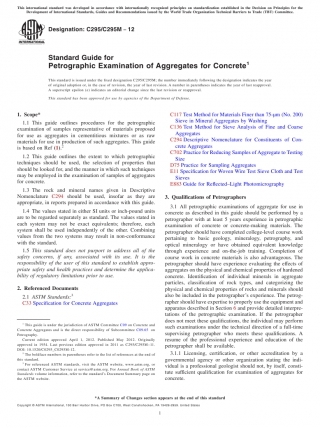 This international standard was developed in accordance with internationally recognized principles on standardization established in the Decision on Principles for the
Development of International Standards, Guides and Recommendations issued by the World Trade Organization Technical Barriers to Trade (TBT) Committee.
Designation: C295/C295M – 12
Standard Guide for
Petrographic Examination of Aggregates for Concrete1
This standard is issued under the fixed designation C295/C295M; the number immediately following the designation indicates the year
of original adoption or, in the case of revision, the year of last revision. A number in parentheses indicates the year of last reapproval.
A superscript epsilon (ε) indicates an editorial change since the last revision or reapproval.
This standard has been approved for use by agencies of the Department of Defense.
1. Scope*
1.1 This guide outlines procedures for the petrographic
examination of samples representative of materials proposed
for use as aggregates in cementitious mixtures or as raw
materials for use in production of such aggregates. This guide
is based on Ref (1).2
1.2 This guide outlines the extent to which petrographic
techniques should be used, the selection of properties that
should be looked for, and the manner in which such techniques
may be employed in the examination of samples of aggregates
for concrete.
1.3 The rock and mineral names given in Descriptive
Nomenclature C294 should be used, insofar as they are
appropriate, in reports prepared in accordance with this guide.
1.4 The values stated in either SI units or inch-pound units
are to be regarded separately as standard. The values stated in
each system may not be exact equivalents; therefore, each
system shall be used independently of the other. Combining
values from the two systems may result in non-conformance
with the standard.
1.5 This standard does not purport to address all of the
safety concerns, if any, associated with its use. It is the
responsibility of the user of this standard to establish appro-
priate safety and health practices and determine the applica-
bility of regulatory limitations prior to use.
2. Referenced Documents
2.1 ASTM Standards:3
C33 Specification for Concrete Aggregates
1 This guide is under the jurisdiction of ASTM Committee C09 on Concrete and
Concrete Aggregates and is the direct responsibility of Subcommittee
Petrography.
Current edition approved April 1, 2012. Published May 2012. Originally
approved in 1954. Last previous edition approved in 2011 as
DOI:
2 The boldface numbers in parentheses refer to the list of references at the end of
this standard.
3 For referenced ASTM standards, visit the ASTM website, www.astm.org, or
contact ASTM Customer Service at service@astm.org. For Annual Book of ASTM
Standards volume information, refer to the standard's Document Summary page on
the ASTM website.
C117 Test Method for Materials Finer than 75-μm (No. 200)
Sieve in Mineral Aggregates by Washing
C136 Test Method for Sieve Analysis of Fine and Coarse
Aggregates
C294 Descriptive Nomenclature for Constituents of Con-
crete Aggregates
C702 Practice for Reducing Samples of Aggregate to Testing
Size
D75 Practice for Sampling Aggregates
E11 Specification for Woven Wire Test Sieve Cloth and Test
Sieves
E883 Guide for Reflected–Light Photomicrography
3. Qualifications of Petrographers
3.1 All petrographic examinations of aggregate for use in
concrete as described in this guide should be performed by a
petrographer with at least 5 years experience in petrographic
examination of concrete or concrete-making materials. The
petrographer should have completed college-level course work
pertaining to basic geology, mineralogy, petrography, and
optical mineralogy or have obtained equivalent knowledge
through experience and on-the-job training. Completion of
course work in concrete materials is also advantageous. The
petrographer should have experience evaluating the effects of
aggregates on the physical and chemical properties of hardened
concrete. Identification of individual minerals in aggregate
particles, classification of rock types, and categorizing the
physical and chemical properties of rocks and minerals should
also be included in the petrographer's experience. The petrog-
rapher should have expertise to properly use the equipment and
apparatus described in Section 6 and provide detailed interpre-
tations of the petrographic examination. If the petrographer
does not meet these qualifications, the individual may perform
such examinations under the technical direction of a full-time
supervising petrographer who meets these qualifications. A
resume of the professional experience and education of the
petrographer shall be available.
3.1.1 Licensing, certification, or other accreditation by a
governmental agency or other organization stating the indi-
vidual is a professional geologist should not, by itself, consti-
tute sufficient qualification for examination of aggregates for
concrete.
*A Summary of Changes section appears at the end of this standard
Copyright © ASTM International, 100 Barr Harbor Drive, PO Box C700, West Conshohocken, PA 19428-2959. United States
1